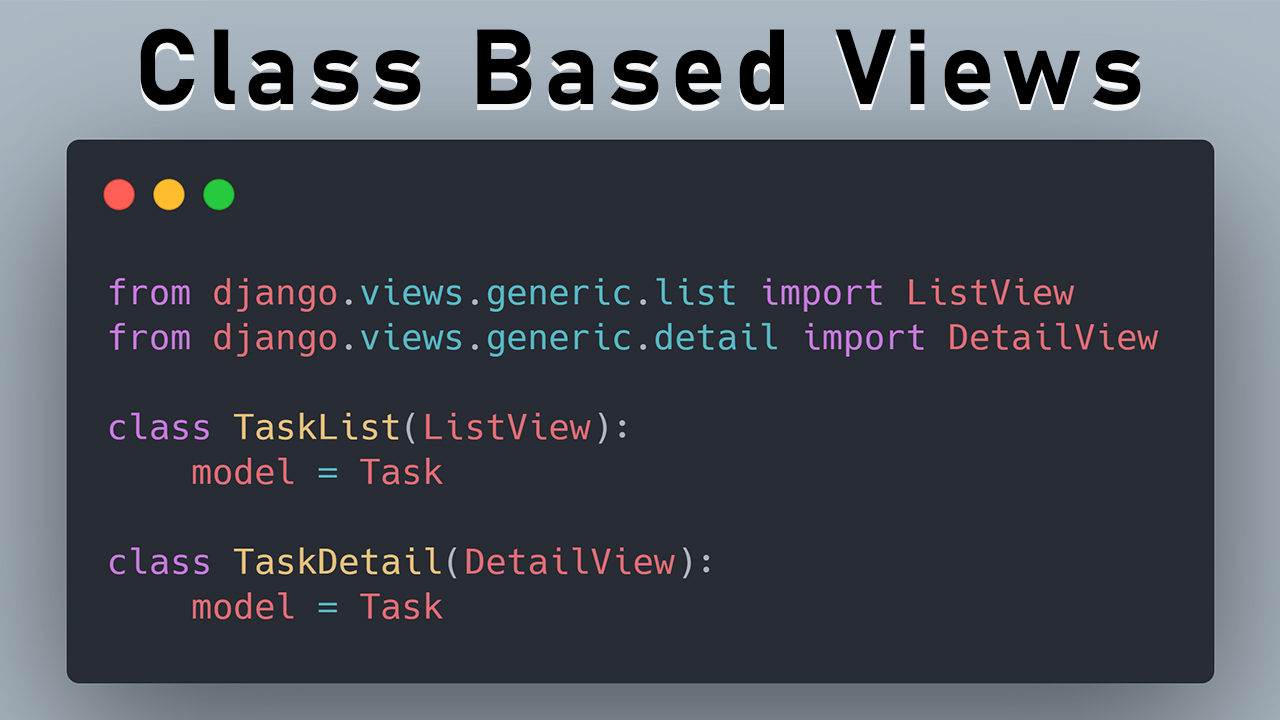 Class Based Views
from django.views.generic.list import ListView
from django.views.generic.detail import DetailView
class TaskList(ListView):
    model = Task
class TaskDetail(DetailView):
    model = Task